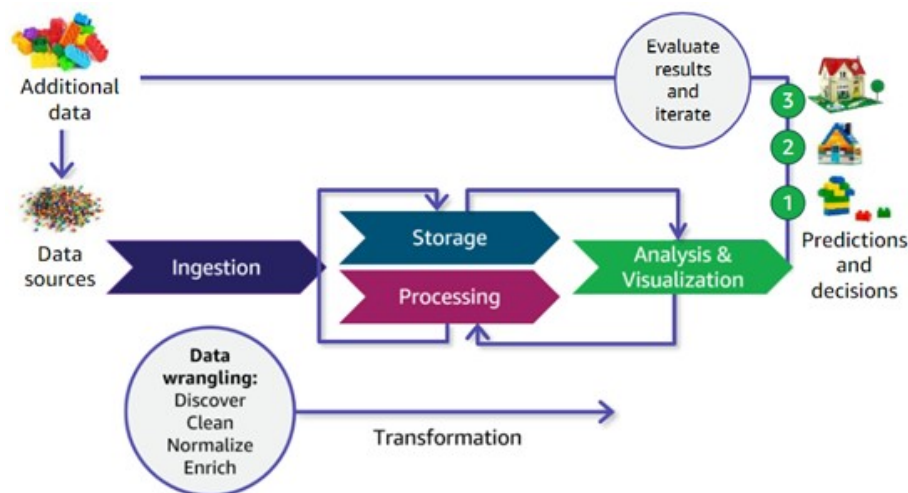 Additional
data
Evaluate
results
and
iterate
3
2
1
Data
sources
Ingestion
Storage
Processing
Analysis &
Visualization
Predictions
and
decisions
Data
wrangling:
Discover
Clean
Normalize
Enrich
Transformation